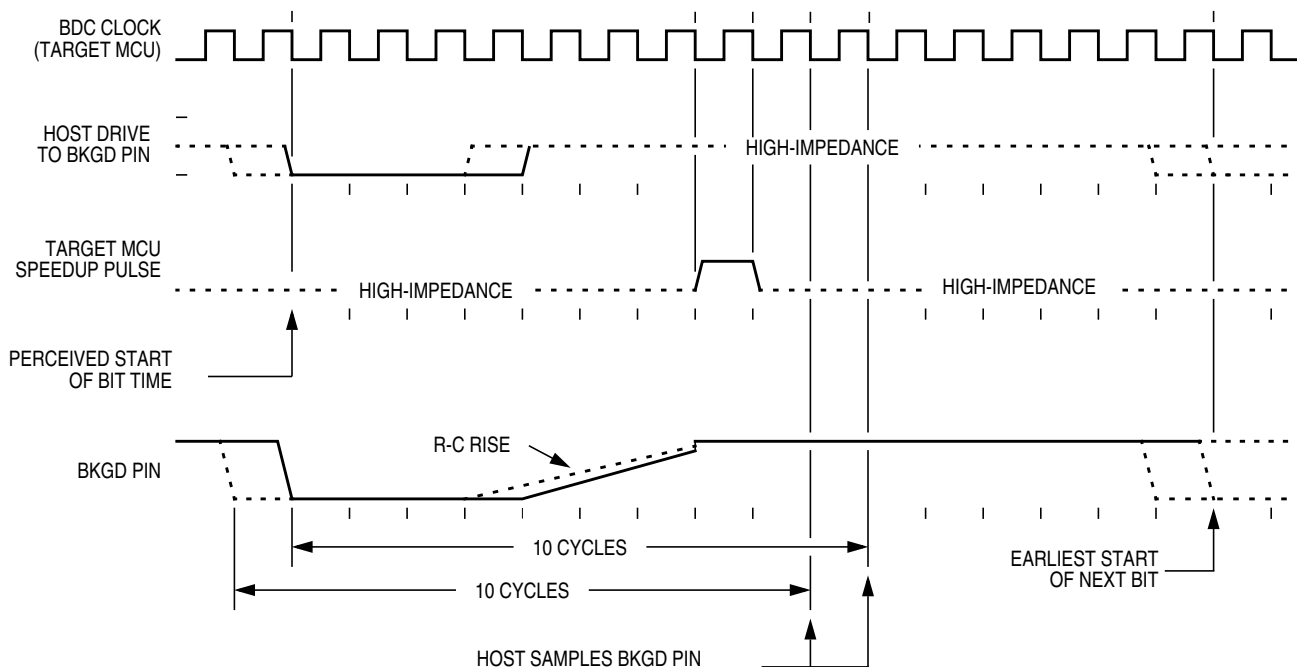 BDC CLOCK
(TARGET MCU)
HOST DRIVE
TO BKGD PIN
HIGH-IMPEDANCE
TARGET MCU
SPEEDUP PULSE
HIGH-IMPEDANCE
HIGH-IMPEDANCE
PERCEIVED START
OF BIT TIME
R-C RISE
BKGD PIN
10 CYCLES
EARLIEST START
OF NEXT BIT
10 CYCLES
HOST SAMPLES BKGD PIN